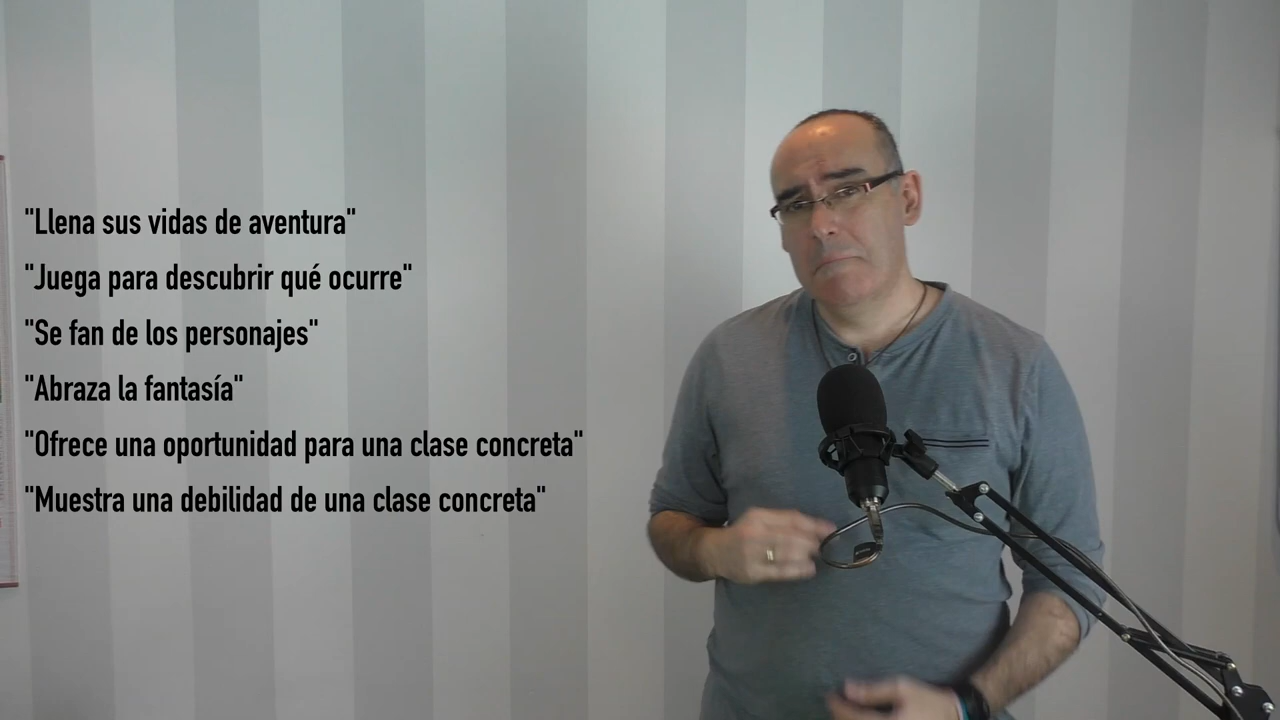 "Llena sus vidas de aventura"
"Juega para descubrir qué ocurre"
"Se fan de los personajes"
"Abraza la fantasía"
"Ofrece una oportunidad para una clase concreta"
"Muestra una debilidad de una clase concreta"